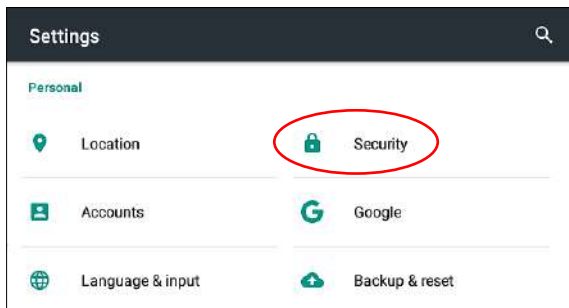 Settings
Personal
Location
Security
Accounts
Google
Language & input
Backup & reset